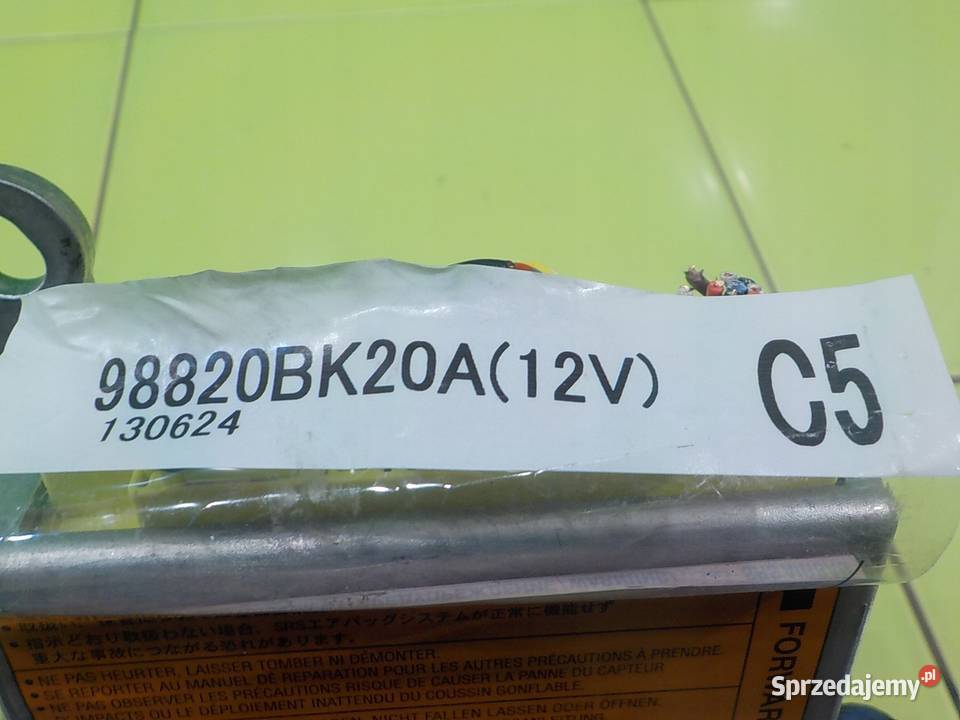 98820BK20A(12V)
C5
130624
指示どおり取扱わない場合、SRSエアバッグシステムが正常に機能せず
重大な事故につながる恐れがあります。
• NE PAS HEURTER, LAISSER TOMBER NI DÉMONTER.
• SE REPORTER AU MANUEL DE RÉPARATION POUR LES AUTRES PRÉCAUTIONS À PRENDRE.
• NE PAS OBSERVER LES PRÉCAUTIONS RISQUE DE CAUSER LA PANNE DU CAPTEUR
D'IMPACTS OU LE DÉPLOIEMENT INATTENDU DU COUSSIN GONFLABLE.
NICHT FALLEN LASSEN ODER ÖFFNEN.
FORWAR
Sprzedajemy.pl